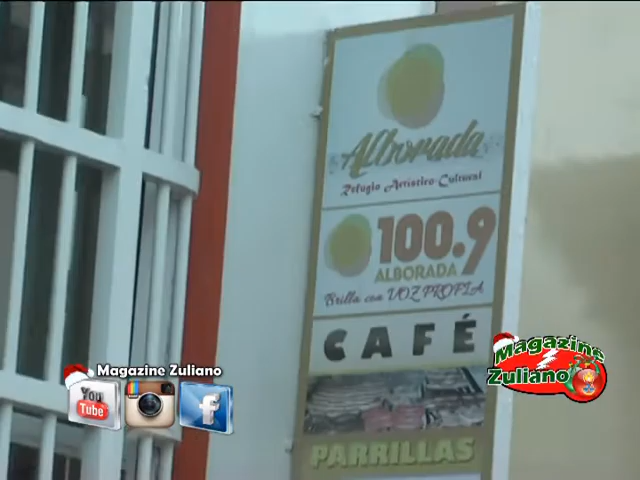 Alborada
Refugio Artístico-Cultural
100.9
ALBORADA
Brilla con VOZ PROPIA
CAFÉ
PARRILLAS
Magazine Zuliano
You
Tube
f
Magazine
Zuliano